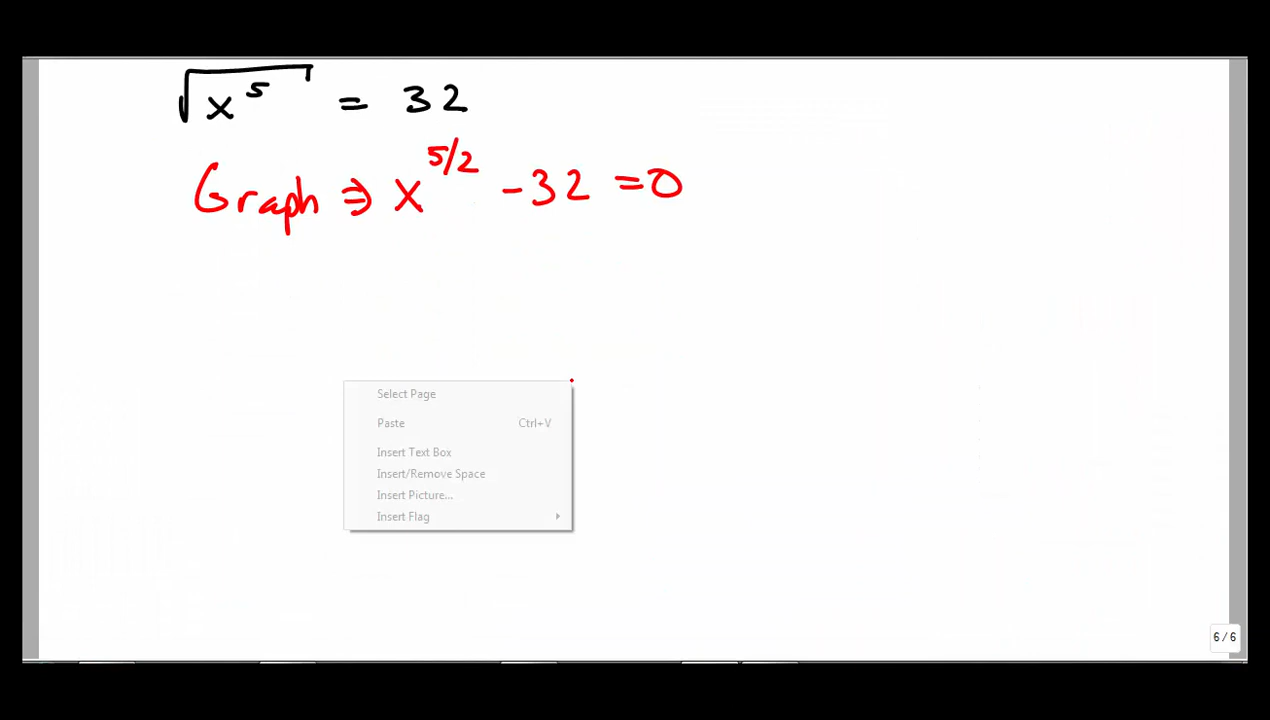 √x⁵ = 32
Graph ⇒ x^5/2 - 32 = 0
Select Page
Paste Ctrl+V
Insert Text Box
Insert/Remove Space
Insert Picture...
Insert Flag
6/6